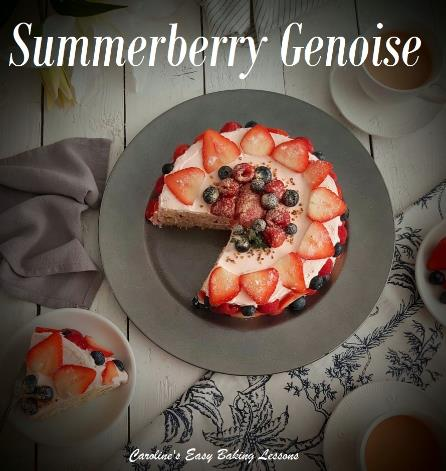 Summerberry Genoise
Caroline's Easy Baking Lessons